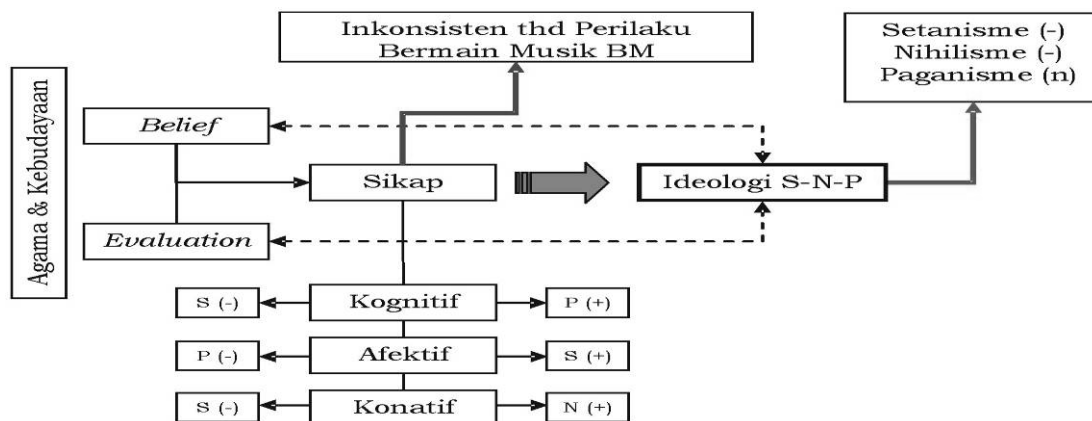 Inkonsisten thd Perilaku
Bermain Musik BM
Setanisme (-)
Nihilisme (-)
Paganisme (n)
Agama & Kebudayaan
Belief
Sikap
Ideologi S-N-P
Evaluation
S (-)
Kognitif
P (+)
P (-)
Afektif
S (+)
S (-)
Konatif
N (+)